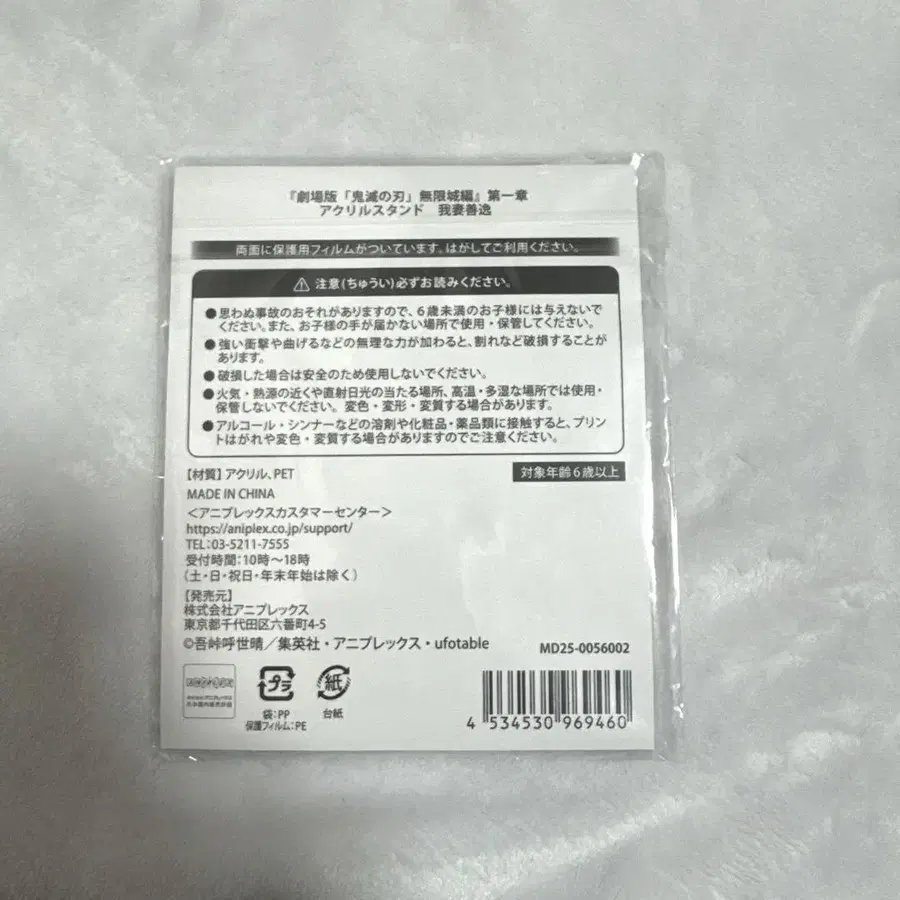 『劇場版「鬼滅の刃」無限城編』第一章
アクリルスタンド 我妻善逸
両面に保護用フィルムがついています。はがしてご利用ください。
注意(ちゅうい)必ずお読みください。
●思わぬ事故のおそれがありますので、6歳未満のお子様には与えないで
ください。また、お子様の手が届かない場所で使用・保管してください。
●強い衝撃や曲げるなどの無理な力が加わると、割れなど破損することが
あります。
●破損した場合は安全のため使用しないでください。
●火気・熱源の近くや直射日光の当たる場所、高温・多湿な場所では使用・
保管しないでください。変色・変形・変質する場合があります。
●アルコール・シンナーなどの溶剤や化粧品・薬品類に接触すると、プリン
トはがれや変色・変質する場合がありますのでご注意ください。
【材質】アクリル、PET
対象年齢6歳以上
MADE IN CHINA
＜アニプレックスカスタマーセンター＞
https://aniplex.co.jp/support/
TEL:03-5211-7555
受付時間:10時〜18時
(土・日・祝日・年末年始は除く)
【発売元】
株式会社アニプレックス
東京都千代田区六番町4-5
©吾峠呼世晴／集英社・アニプレックス・ufotable
MD25-0056002
プラ
袋:PP
保護フィルム:PE
紙
台紙
4 534530 969460